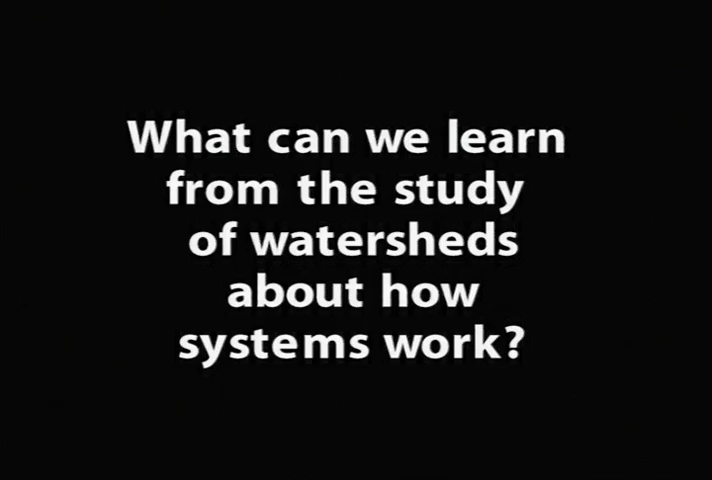 What can we learn
from the study
of watersheds
about how
systems work?